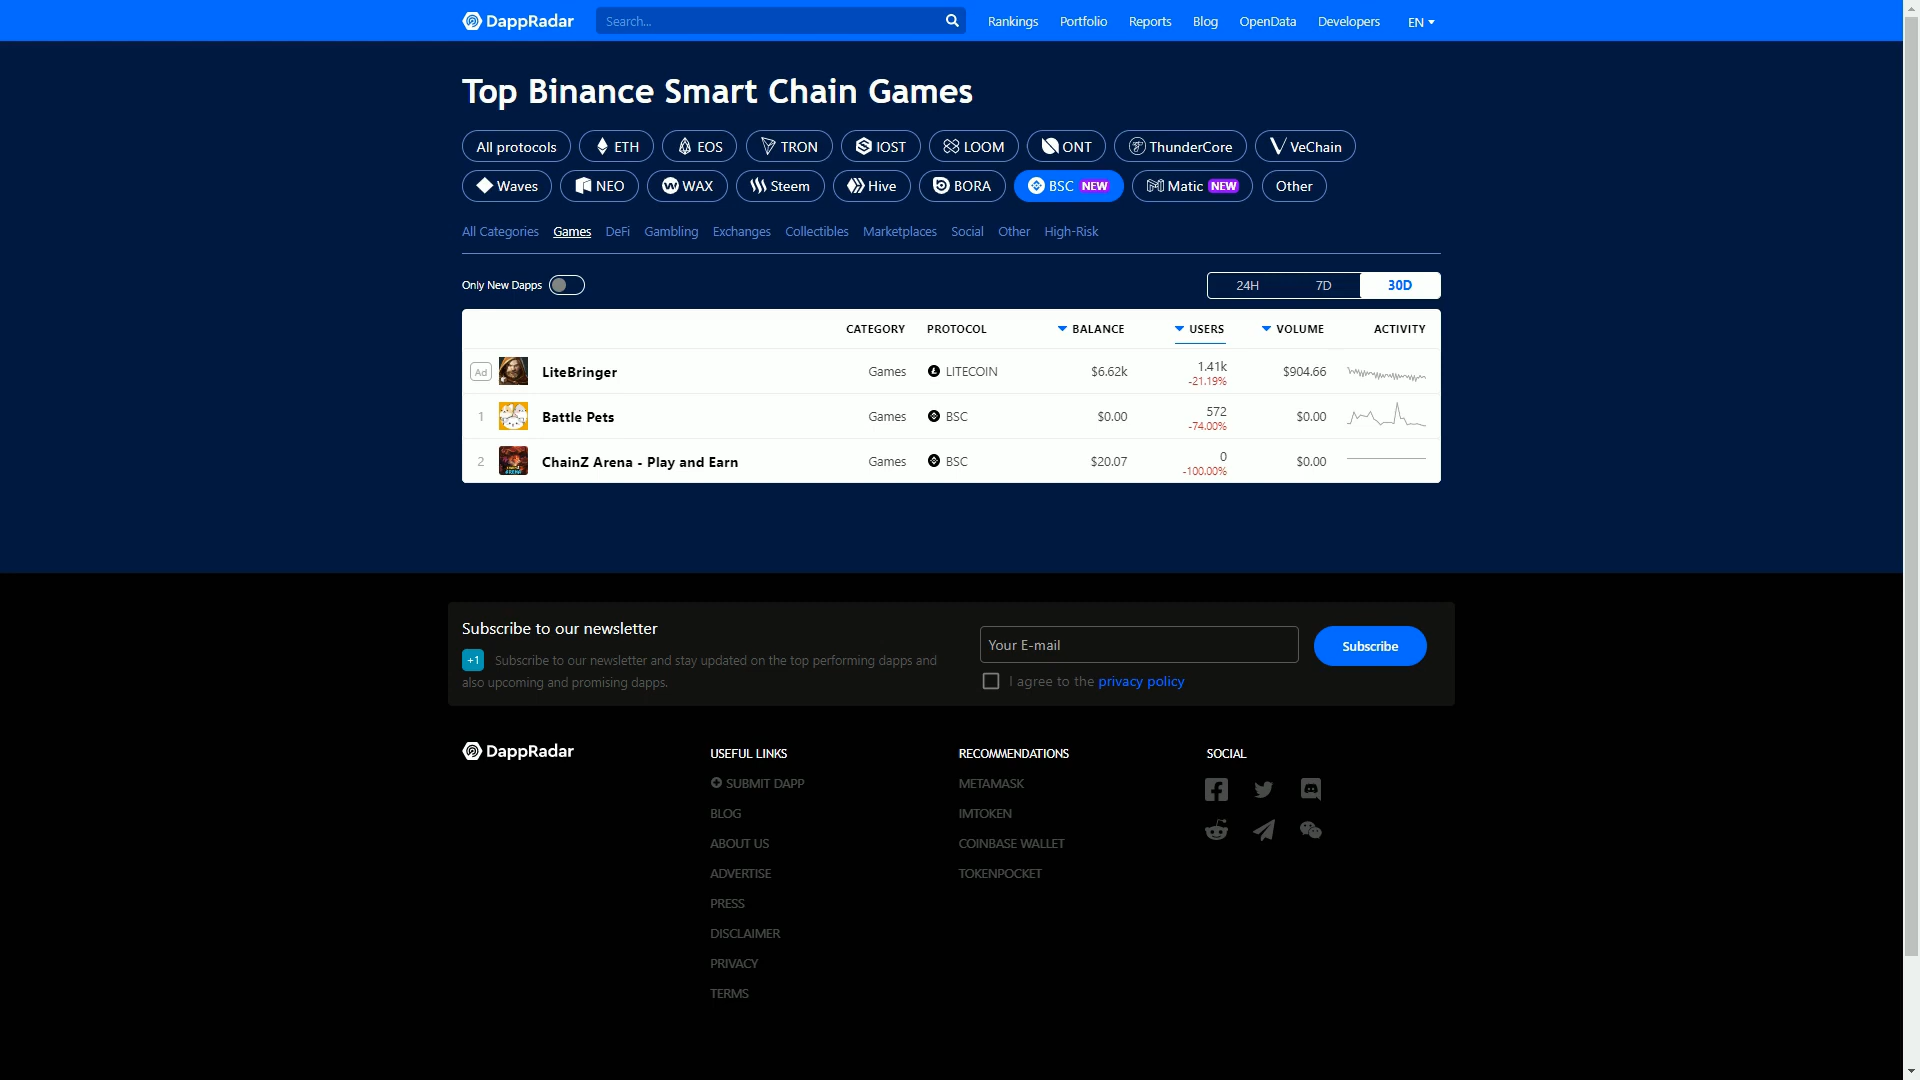 DappRadar Search... Rankings Portfolio Reports Blog OpenData Developers EN
Top Binance Smart Chain Games
All protocols ETH EOS TRON IOST LOOM ONT ThunderCore VeChain
Waves NEO WAX Steem Hive BORA BSC NEW Matic NEW Other
All Categories Games DeFi Gambling Exchanges Collectibles Marketplaces Social Other High-Risk
Only New Dapps 24H 7D 30D
CATEGORY PROTOCOL BALANCE USERS VOLUME ACTIVITY
Ad LiteBringer Games LITECOIN $6.62k 1.41k $904.66
-21.19%
1 Battle Pets Games BSC $0.00 572 $0.00
-74.00%
2 ChainZ Arena - Play and Earn Games BSC $20.07 0 $0.00
-100.00%
Subscribe to our newsletter
+1 Subscribe to our newsletter and stay updated on the top performing dapps and
also upcoming and promising dapps.
Your E-mail Subscribe
I agree to the privacy policy
DappRadar
USEFUL LINKS
SUBMIT DAPP
BLOG
ABOUT US
ADVERTISE
PRESS
DISCLAIMER
PRIVACY
TERMS
RECOMMENDATIONS
METAMASK
IMTOKEN
COINBASE WALLET
TOKENPOCKET
SOCIAL